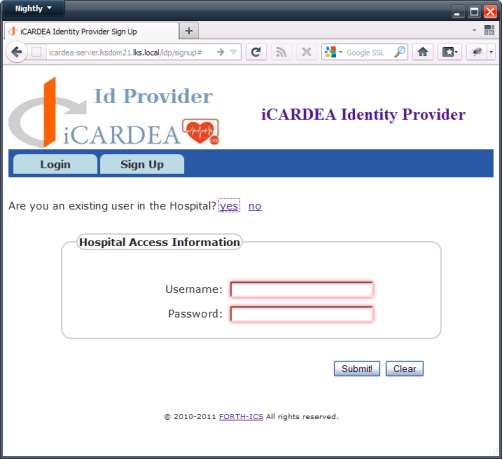 Nightly
iCARDEA Identity Provider Sign Up
icardea-server.lksdom21.lks.local/idp/signup#
Google SSL
Id Provider
iCARDEA
iCARDEA Identity Provider
Login
Sign Up
Are you an existing user in the Hospital? yes no
Hospital Access Information
Username:
Password:
Submit! Clear
© 2010-2011 FORTH-ICS All rights reserved.